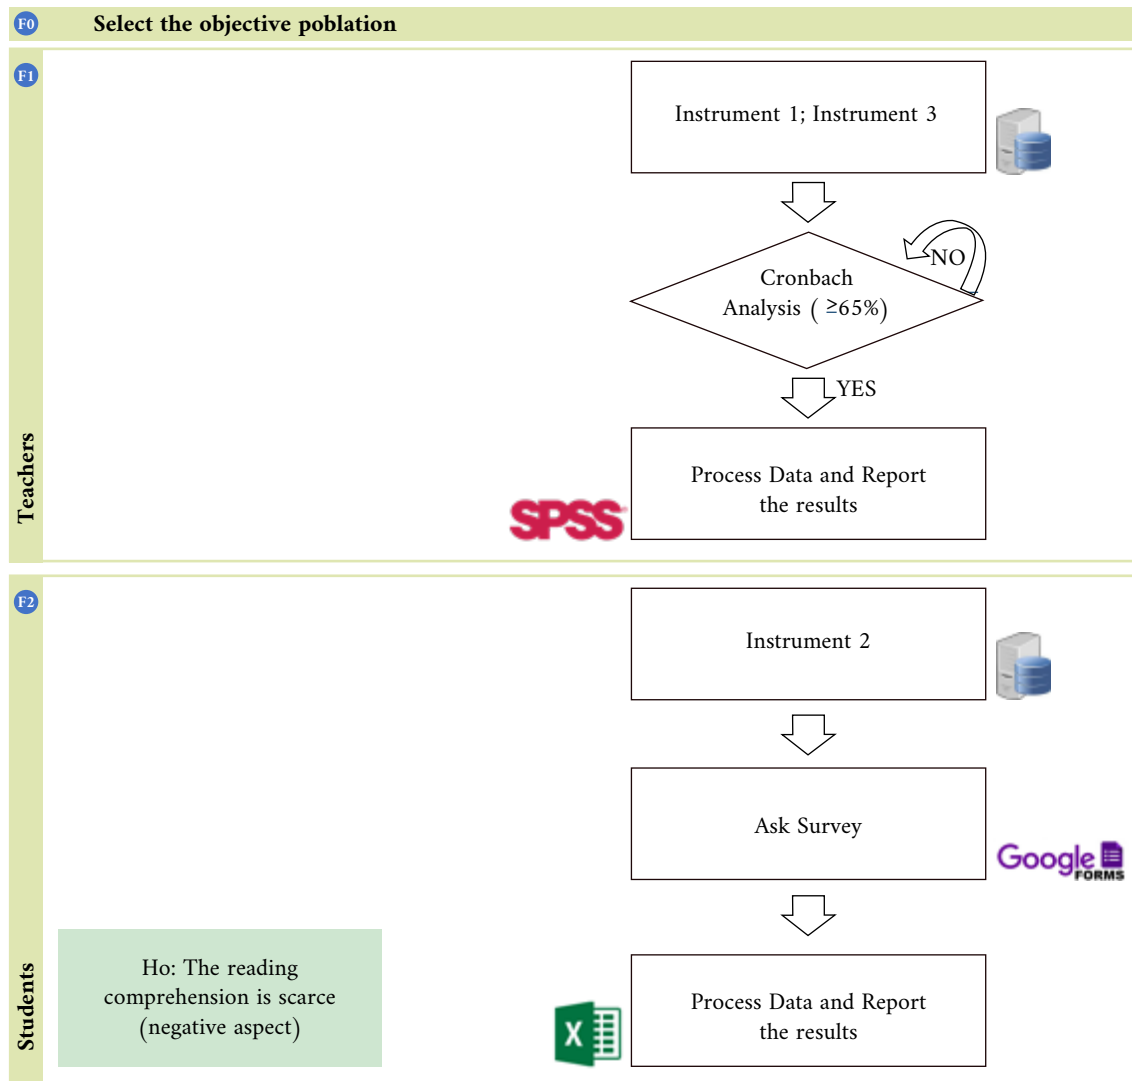 F0
Select the objective poblation
F1
Instrument 1; Instrument 3
NO
Cronbach
Analysis ( ≥65%)
YES
Teachers
Process Data and Report
the results
SPSS
F2
Instrument 2
Ask Survey
Google
FORMS
Students
Ho: The reading
comprehension is scarce
(negative aspect)
X
Process Data and Report
the results